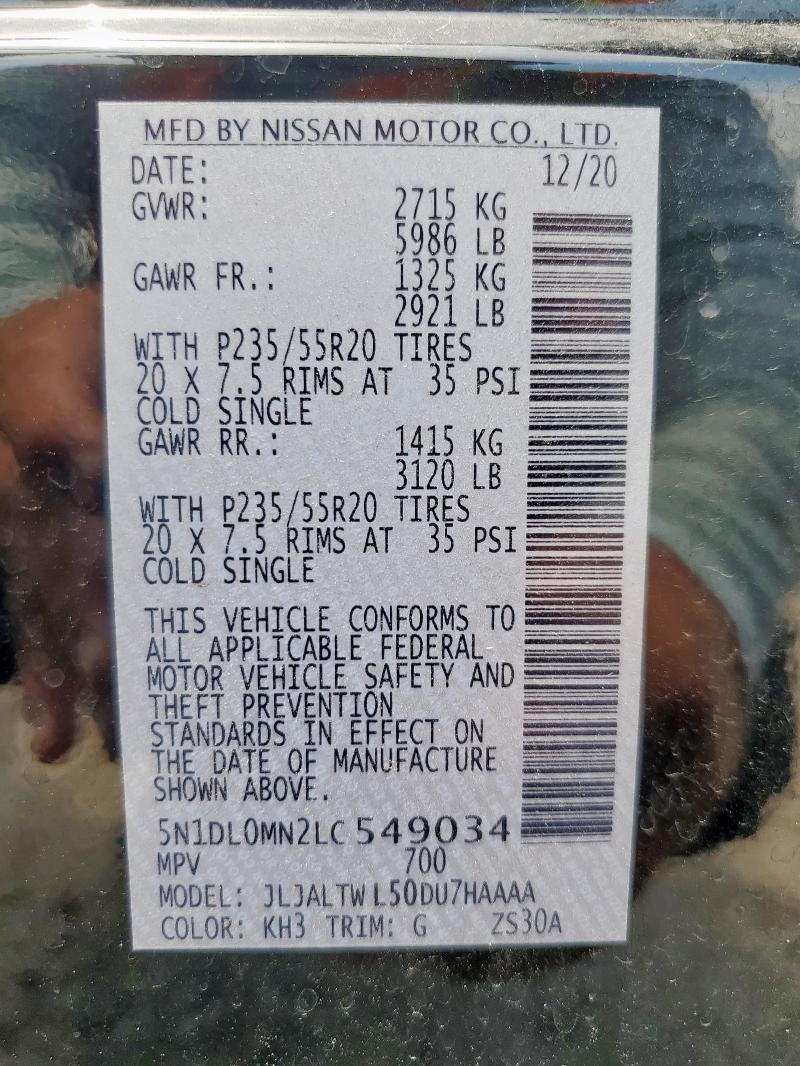 MFD BY NISSAN MOTOR CO., LTD.
DATE: 12/20
GVWR: 2715 KG
5986 LB
GAWR FR.: 1325 KG
2921 LB
WITH P235/55R20 TIRES
20 X 7.5 RIMS AT 35 PSI
COLD SINGLE
GAWR RR.: 1415 KG
3120 LB
WITH P235/55R20 TIRES
20 X 7.5 RIMS AT 35 PSI
COLD SINGLE
THIS VEHICLE CONFORMS TO
ALL APPLICABLE FEDERAL
MOTOR VEHICLE SAFETY AND
THEFT PREVENTION
STANDARDS IN EFFECT ON
THE DATE OF MANUFACTURE
SHOWN ABOVE.
5N1DL0MN2LC 549034
MPV 700
MODEL: JLJALTW L50DU7HAAAA
COLOR: KH3 TRIM: G ZS30A